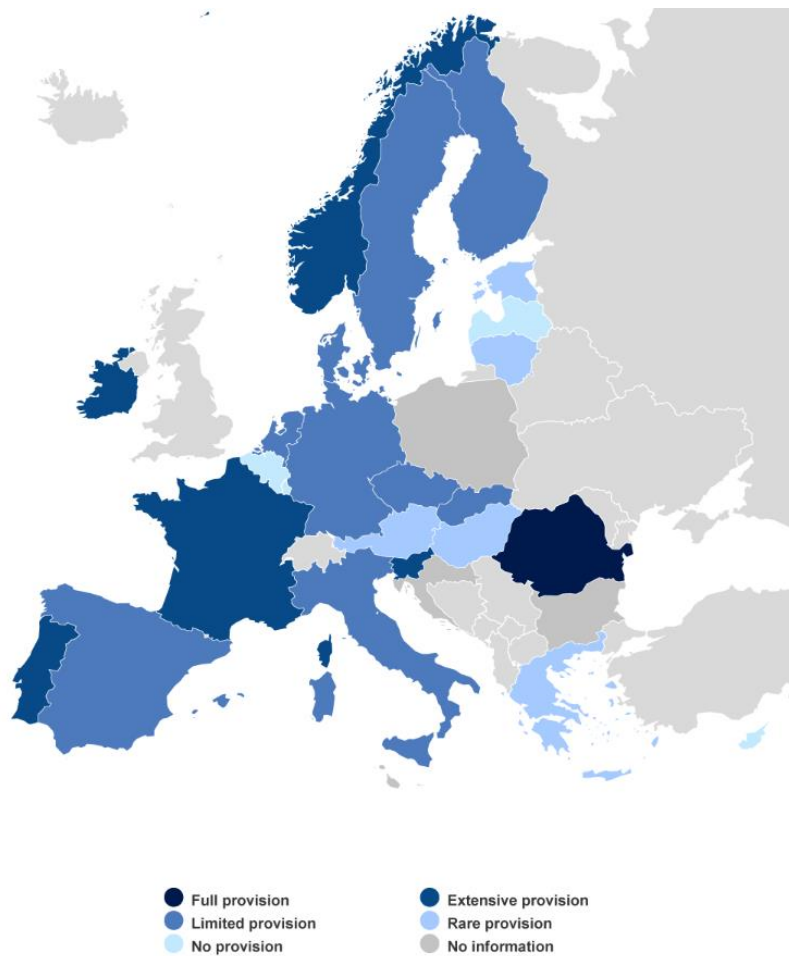 Full provision
Extensive provision
Limited provision
Rare provision
No provision
No information